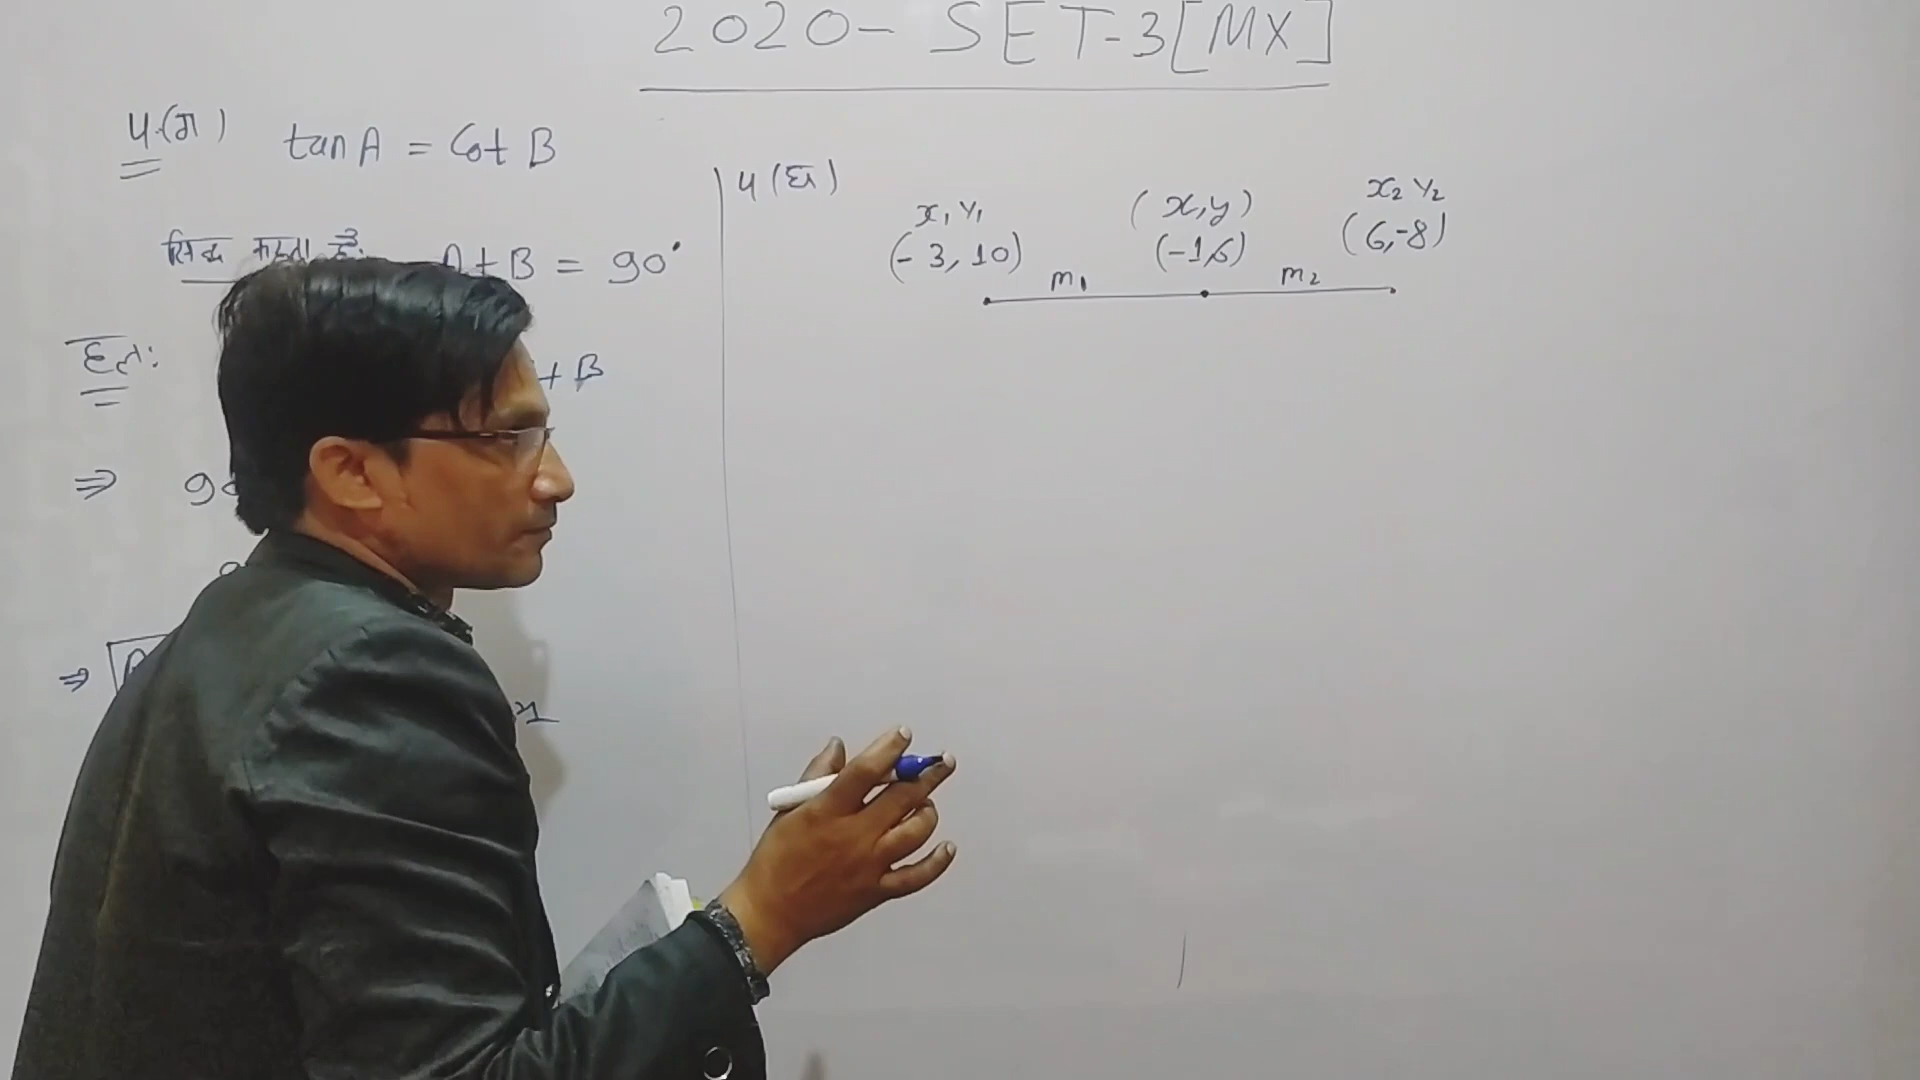 2020- SET-3[MX]
4.(ग)
tan A = Cot B
सिद्ध करना है:
A+B = 90°
हल:
+ B
⇒ 90
⇒
4 (घ)
x₁ y₁
(x,y)
x₂ y₂
(-3, 10)
(-1,6)
(6,-8)
m₁
m₂